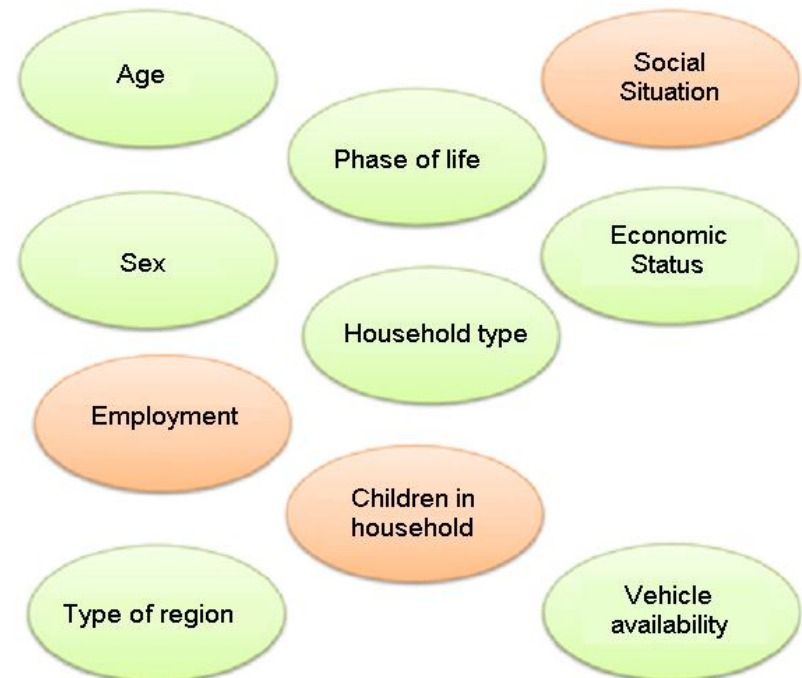 Age
Social
Situation
Phase of life
Sex
Economic
Status
Household type
Employment
Children in
household
Type of region
Vehicle
availability